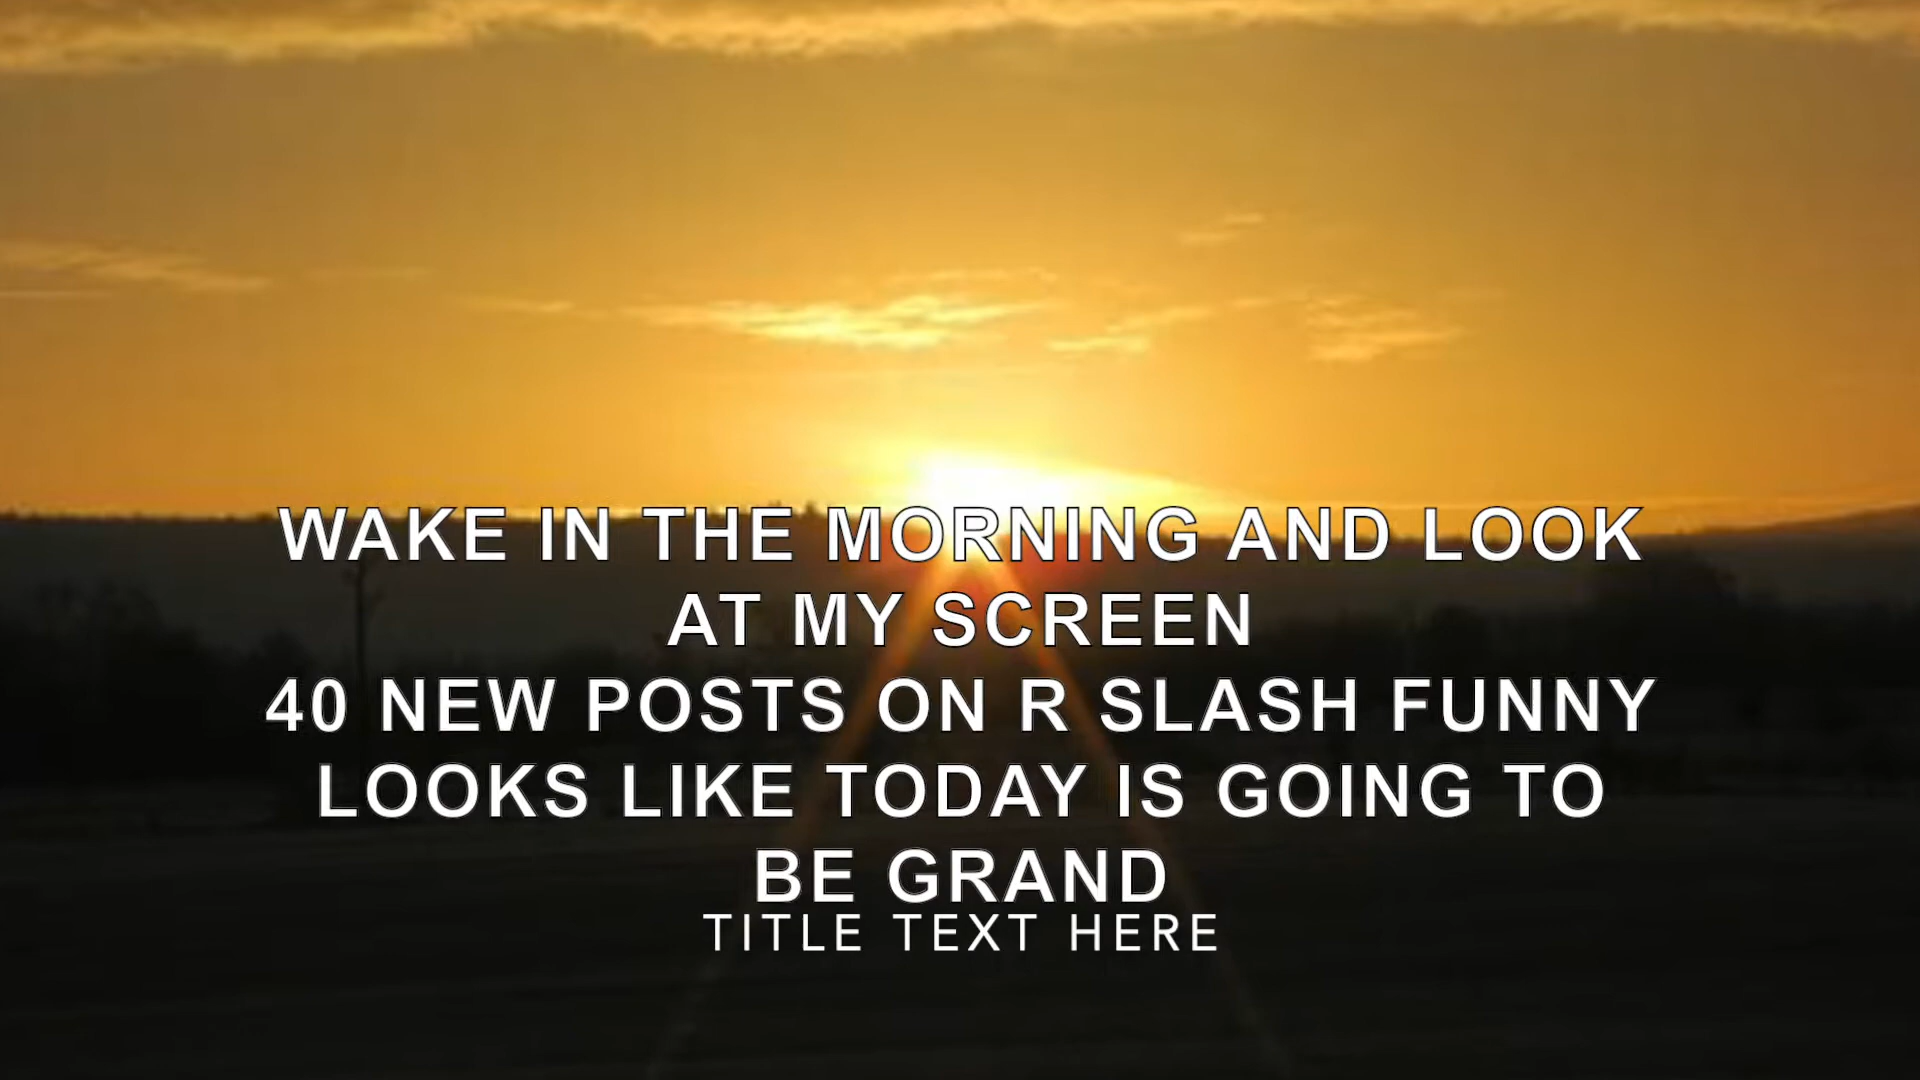 WAKE IN THE MORNING AND LOOK
AT MY SCREEN
40 NEW POSTS ON R SLASH FUNNY
LOOKS LIKE TODAY IS GOING TO
BE GRAND
TITLE TEXT HERE